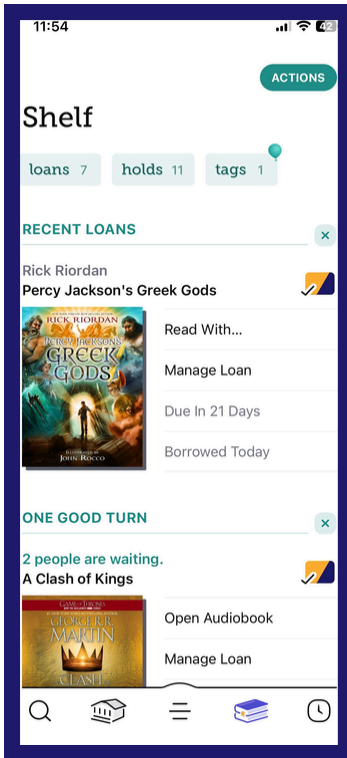 11:54
42
ACTIONS
Shelf
loans 7
holds 11
tags 1
RECENT LOANS
Rick Riordan
Percy Jackson's Greek Gods
RICK RIORDAN
PERCY JACKSON'S
GREEK
GODS
ILLUSTRATED BY
JOHN ROCCO
Read With...
Manage Loan
Due In 21 Days
Borrowed Today
ONE GOOD TURN
2 people are waiting.
A Clash of Kings
GAME OF THRONES
GEORGE R.R.
MARTIN
A CLASH
Open Audiobook
Manage Loan